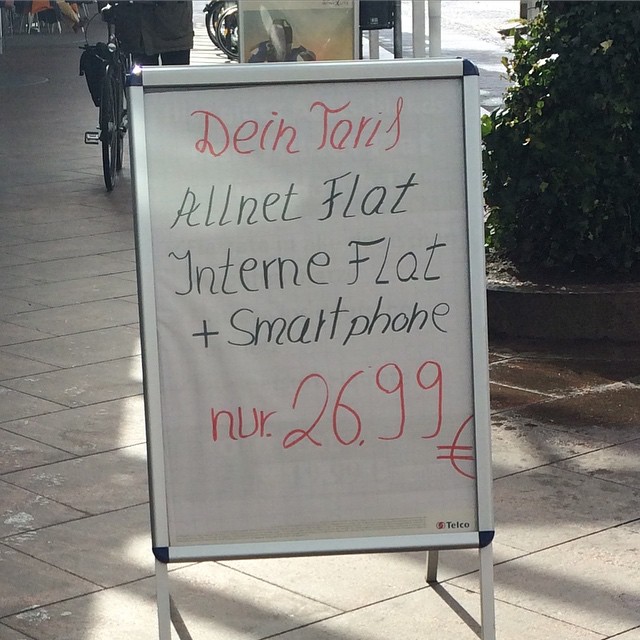 Dein Tarif
Allnet Flat
Interne Flat
+ Smartphone
nur. 26.99 €
Telco